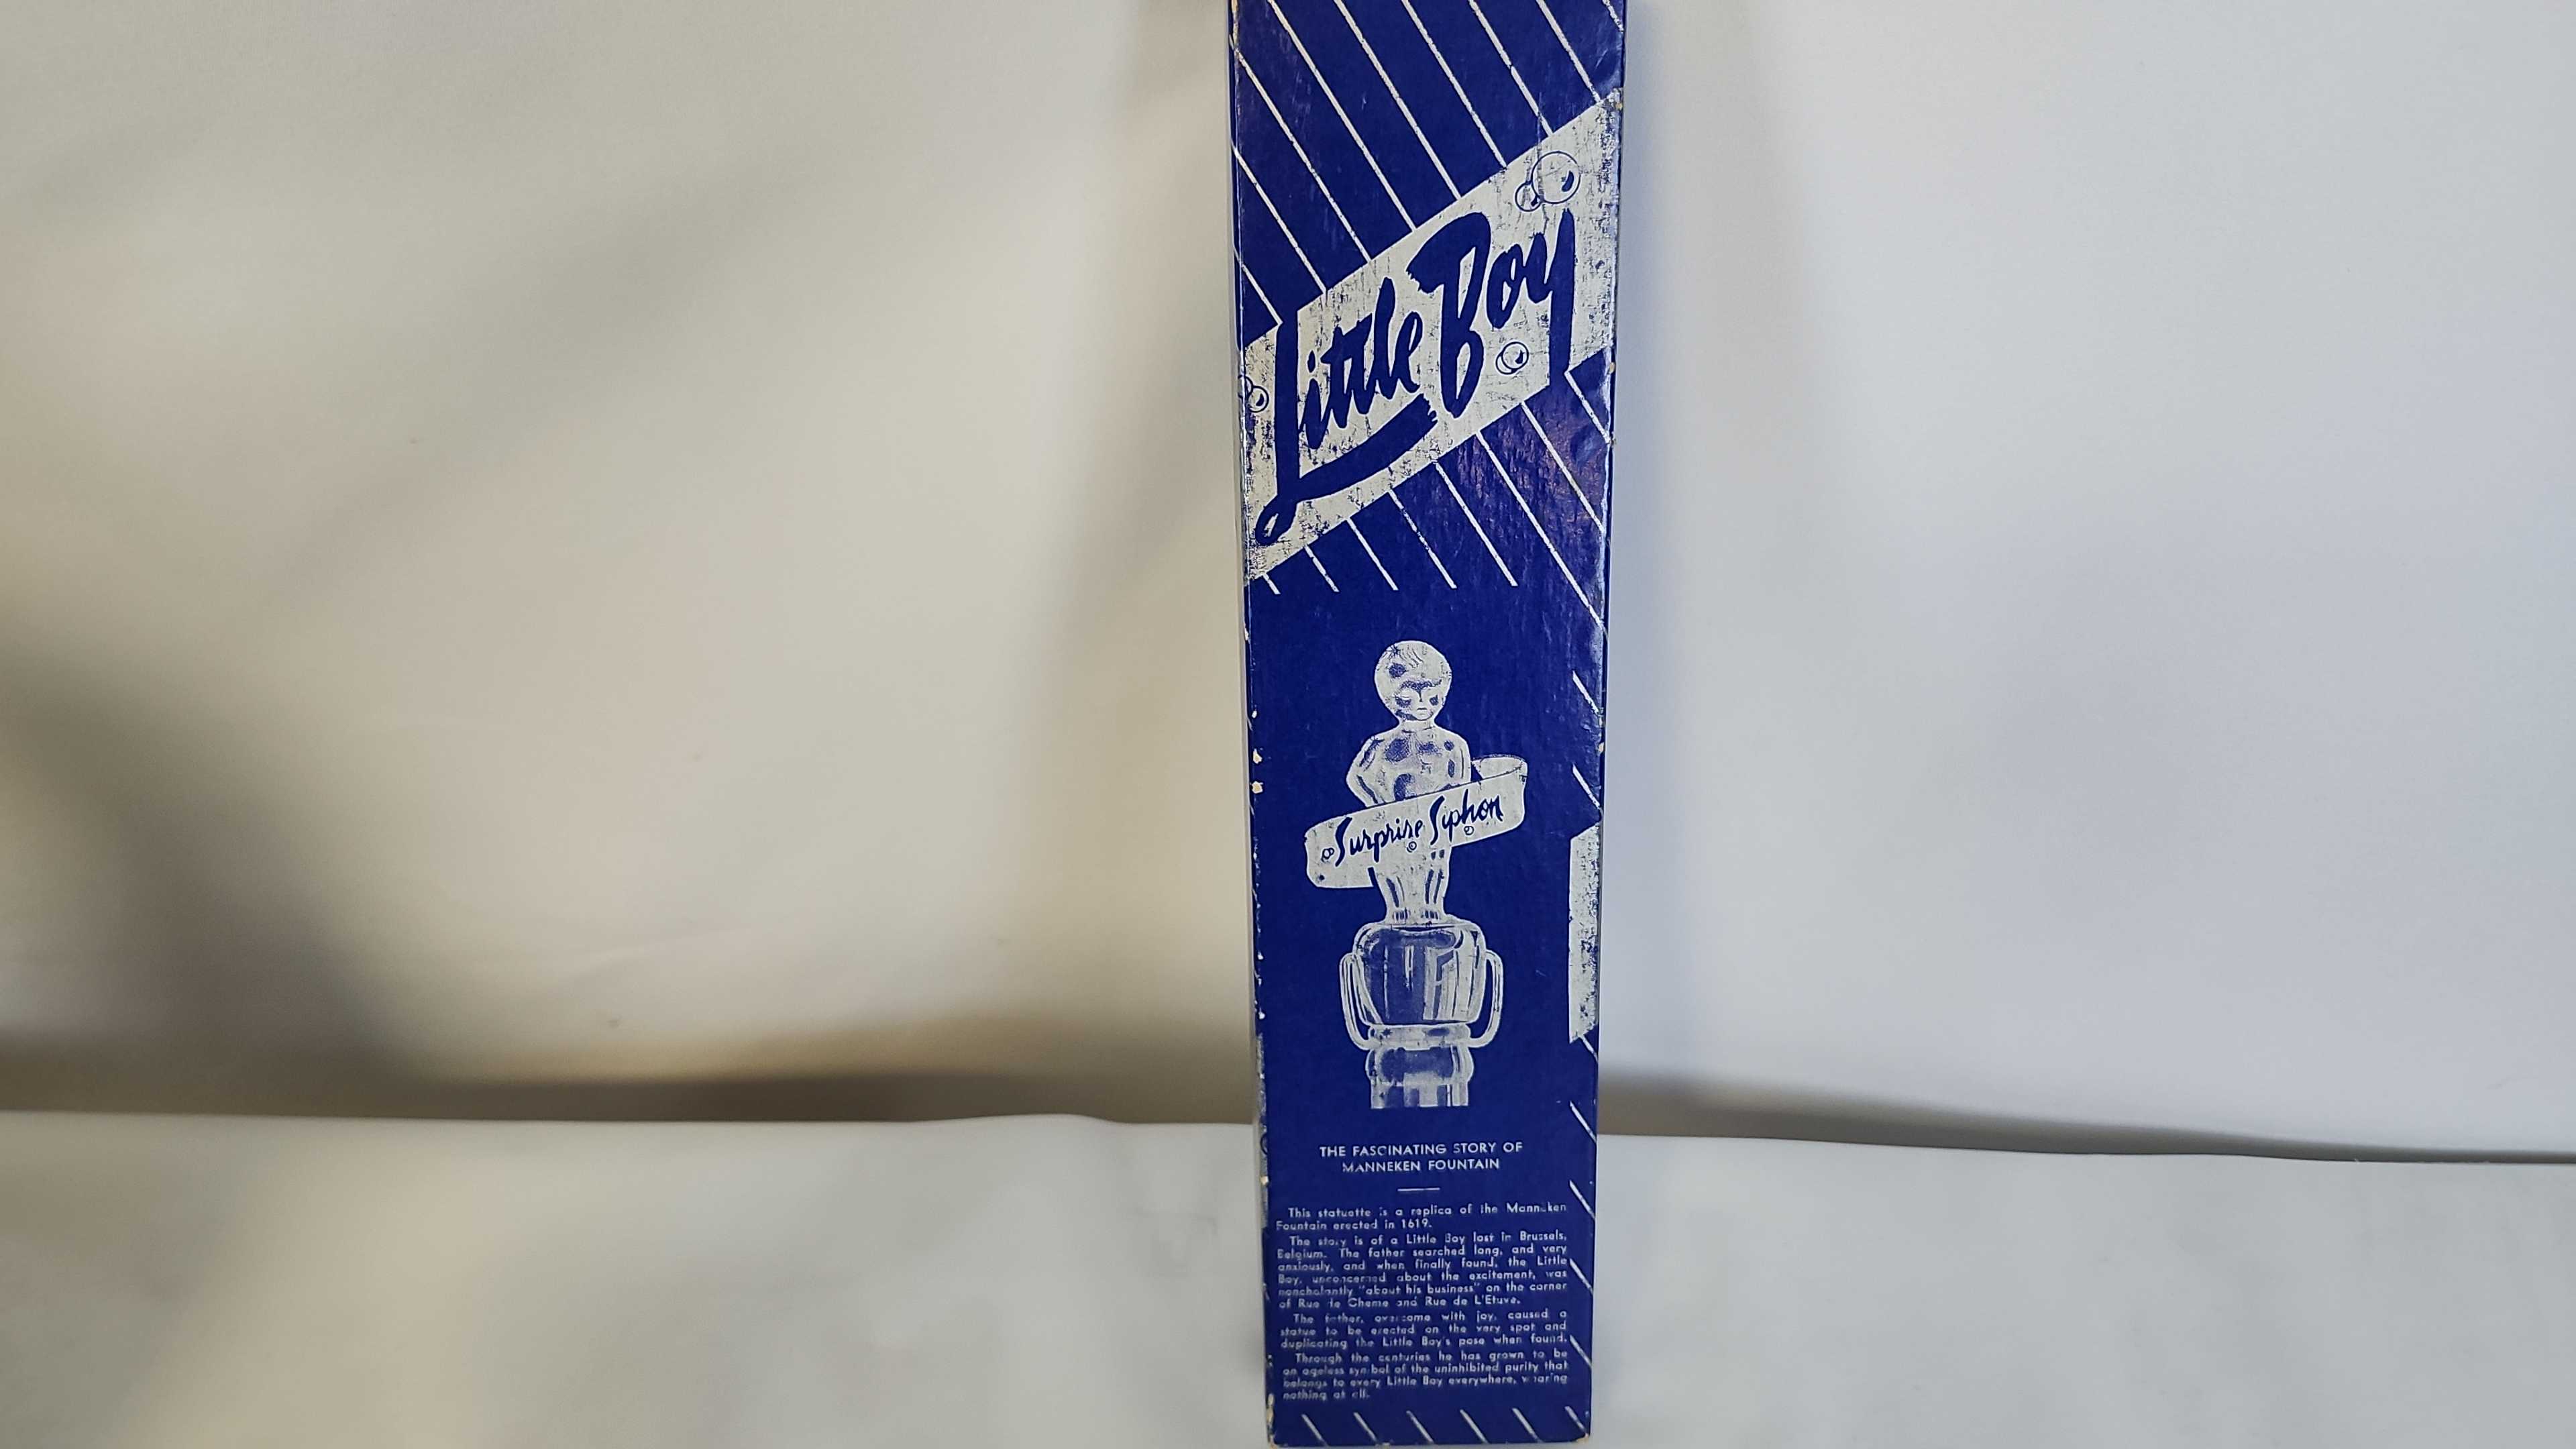 Little Boy
Surprise Siphon
©
THE FASCINATING STORY OF
MANNEKEN FOUNTAIN
This statuette is a replica of the Manneken
Fountain erected in 1619.
The story is of a Little Boy lost in Brussels,
Belgium. The father searched long, and very
anxiously, and when finally found, the Little
Boy, unconcerned about the excitement, was
nonchalantly "about his business" on the corner
of Rue de Cheme and Rue de L'Etuve.
The father, overcome with joy, caused a
statue to be erected on the very spot and
duplicating the Little Boy's pose when found.
Through the centuries he has grown to be
an ageless symbol of the uninhibited purity that
belongs to every Little Boy everywhere, wearing
nothing at all.